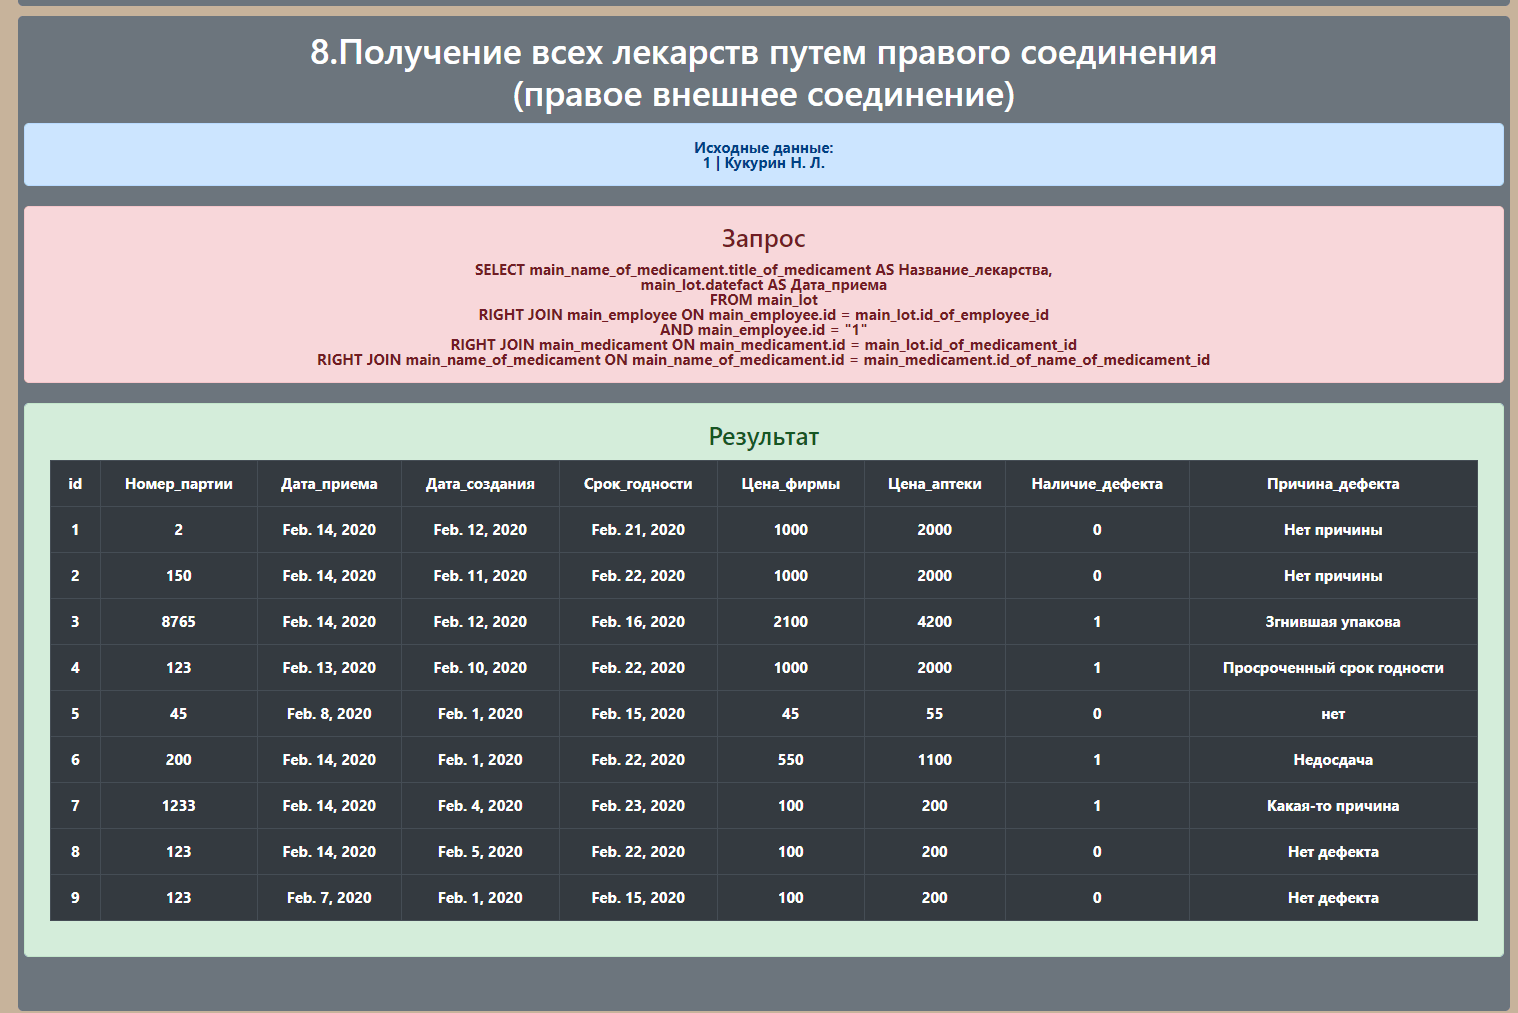 8.Получение всех лекарств путем правого соединения
(правое внешнее соединение)
Исходные данные:
1 | Кукурин Н. Л.
Запрос
SELECT main_name_of_medicament.title_of_medicament AS Название_лекарства,
main_lot.datefact AS Дата_приема
FROM main_lot
RIGHT JOIN main_employee ON main_employee.id = main_lot.id_of_employee_id
AND main_employee.id = "1"
RIGHT JOIN main_medicament ON main_medicament.id = main_lot.id_of_medicament_id
RIGHT JOIN main_name_of_medicament ON main_name_of_medicament.id = main_medicament.id_of_name_of_medicament_id
Результат
id Номер_партии Дата_приема Дата_создания Срок_годности Цена_фирмы Цена_аптеки Наличие_дефекта Причина_дефекта
1 2 Feb. 14, 2020 Feb. 12, 2020 Feb. 21, 2020 1000 2000 0 Нет причины
2 150 Feb. 14, 2020 Feb. 11, 2020 Feb. 22, 2020 1000 2000 0 Нет причины
3 8765 Feb. 14, 2020 Feb. 12, 2020 Feb. 16, 2020 2100 4200 1 Згнившая упакова
4 123 Feb. 13, 2020 Feb. 10, 2020 Feb. 22, 2020 1000 2000 1 Просроченный срок годности
5 45 Feb. 8, 2020 Feb. 1, 2020 Feb. 15, 2020 45 55 0 нет
6 200 Feb. 14, 2020 Feb. 1, 2020 Feb. 22, 2020 550 1100 1 Недосдача
7 1233 Feb. 14, 2020 Feb. 4, 2020 Feb. 23, 2020 100 200 1 Какая-то причина
8 123 Feb. 14, 2020 Feb. 5, 2020 Feb. 22, 2020 100 200 0 Нет дефекта
9 123 Feb. 7, 2020 Feb. 1, 2020 Feb. 15, 2020 100 200 0 Нет дефекта